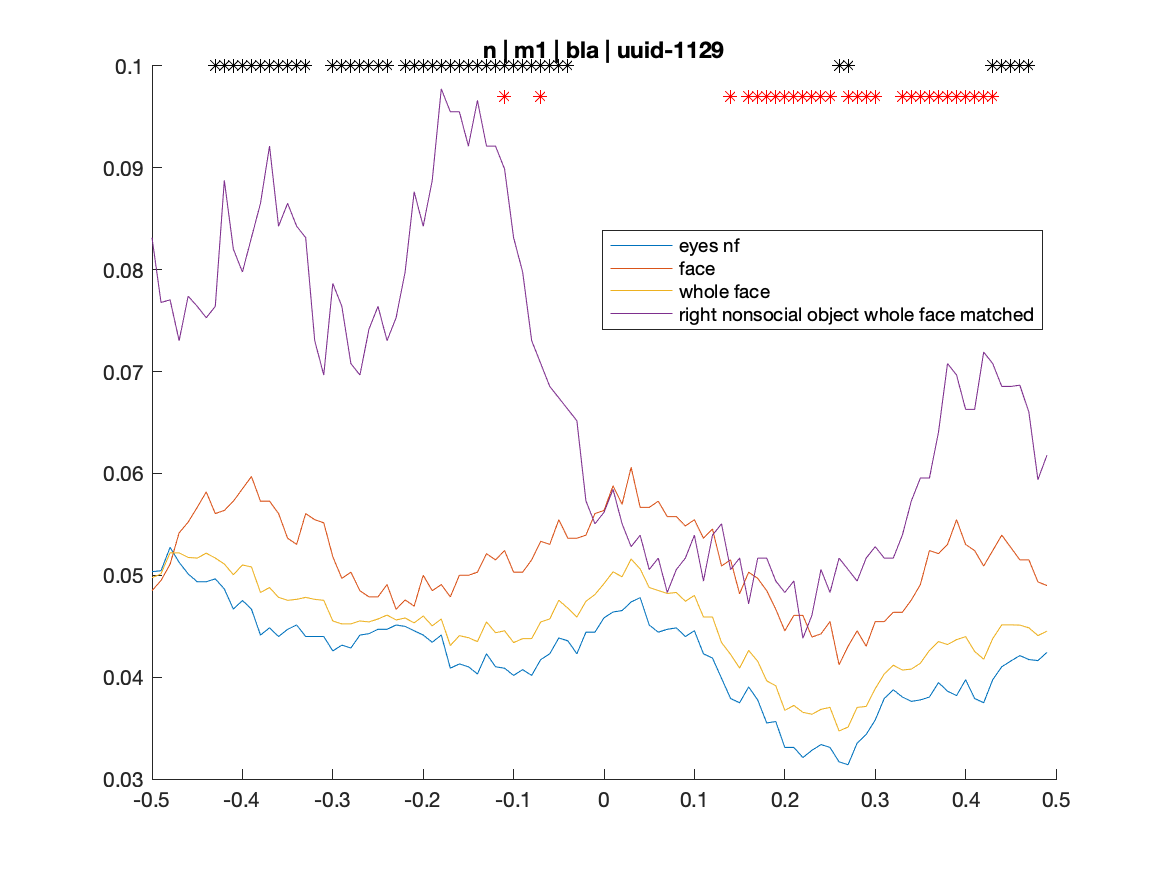 n | m1 | bla | uuid-1129
0.1
0.09
0.08
0.07
0.06
0.05
0.04
0.03
eyes nf
face
whole face
right nonsocial object whole face matched
-0.5 -0.4 -0.3 -0.2 -0.1 0 0.1 0.2 0.3 0.4 0.5